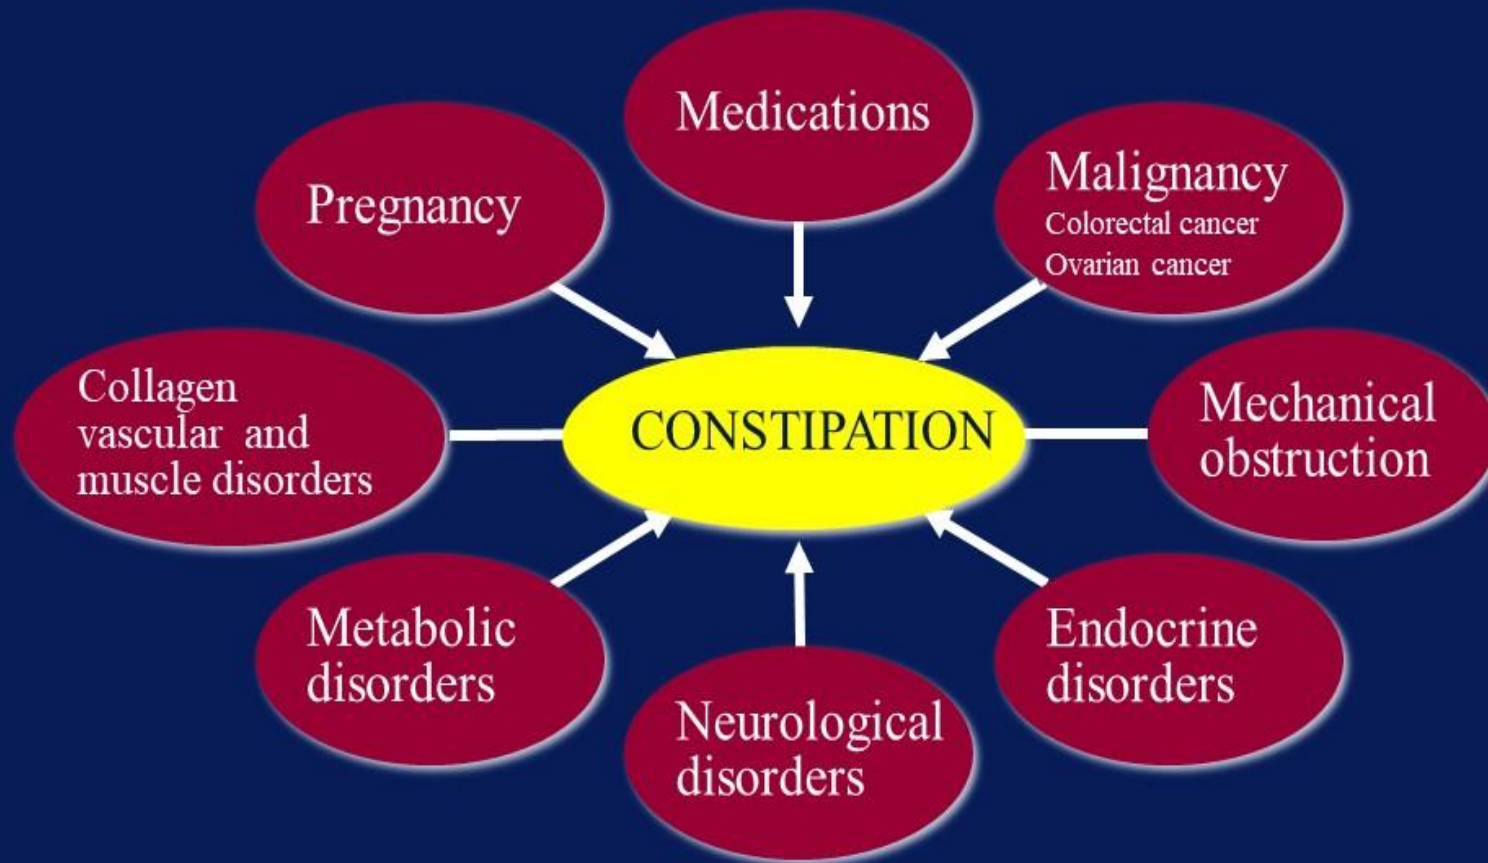 Medications
Pregnancy
Malignancy
Colorectal cancer
Ovarian cancer
Collagen
vascular and
muscle disorders
CONSTIPATION
Mechanical
obstruction
Metabolic
disorders
Neurological
disorders
Endocrine
disorders